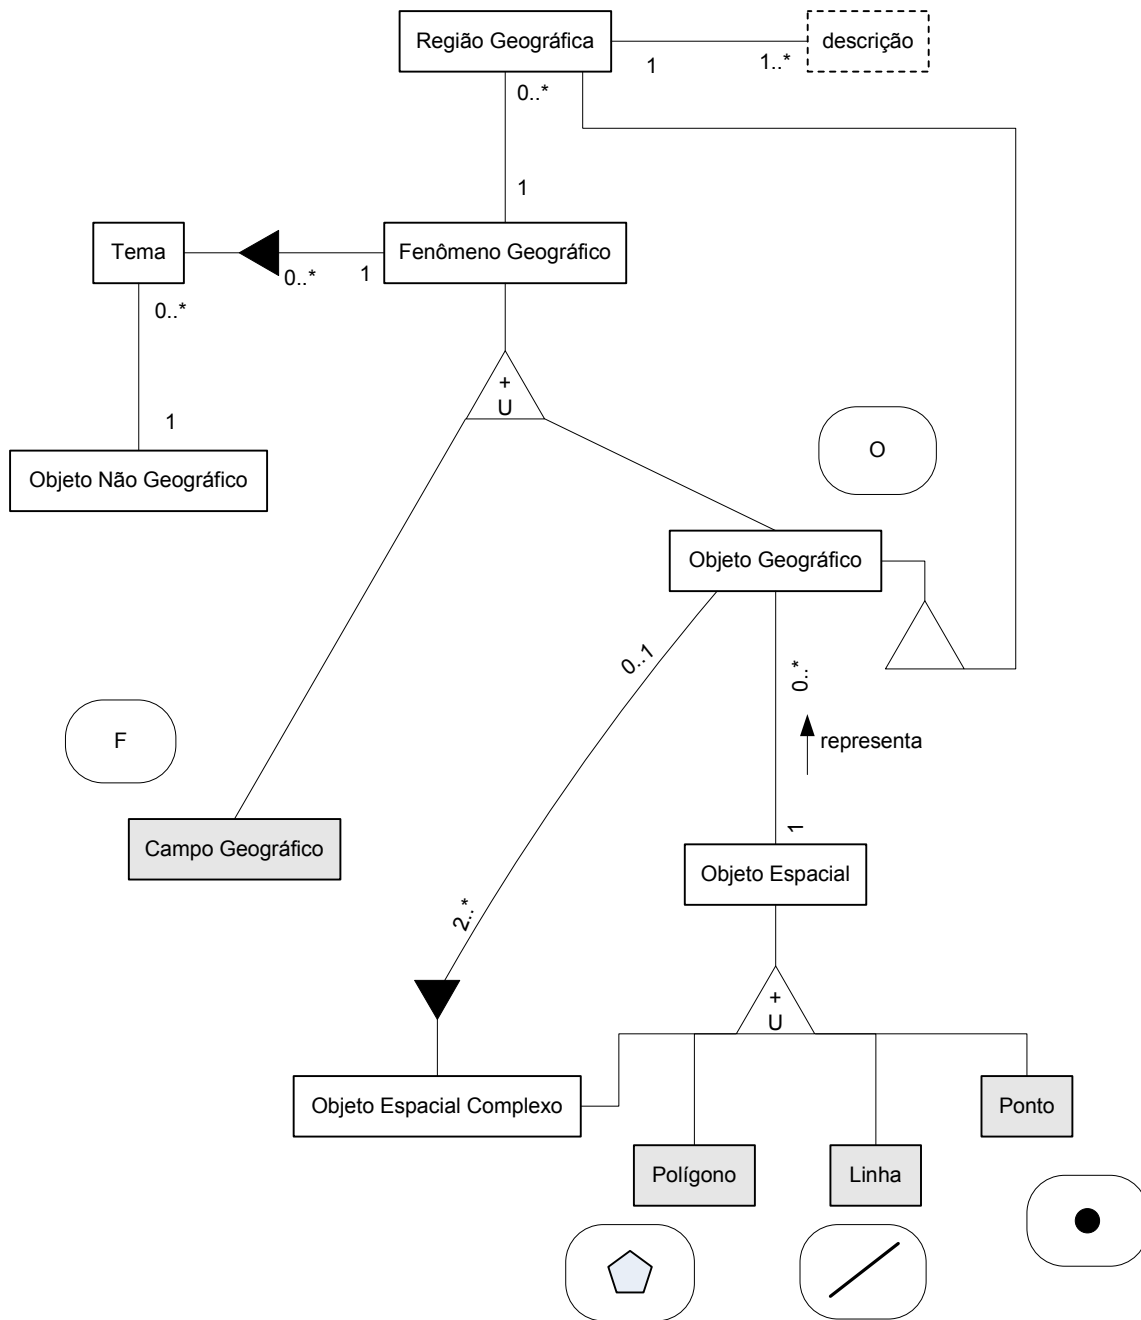 Região Geográfica
descrição
1
1..*
0..*
1
Tema
Fenômeno Geográfico
0..*
1
0..*
+
U
1
O
Objeto Não Geográfico
Objeto Geográfico
0..1
0..*
F
representa
1
Campo Geográfico
Objeto Espacial
2..*
+
U
Objeto Espacial Complexo
Ponto
Polígono
Linha